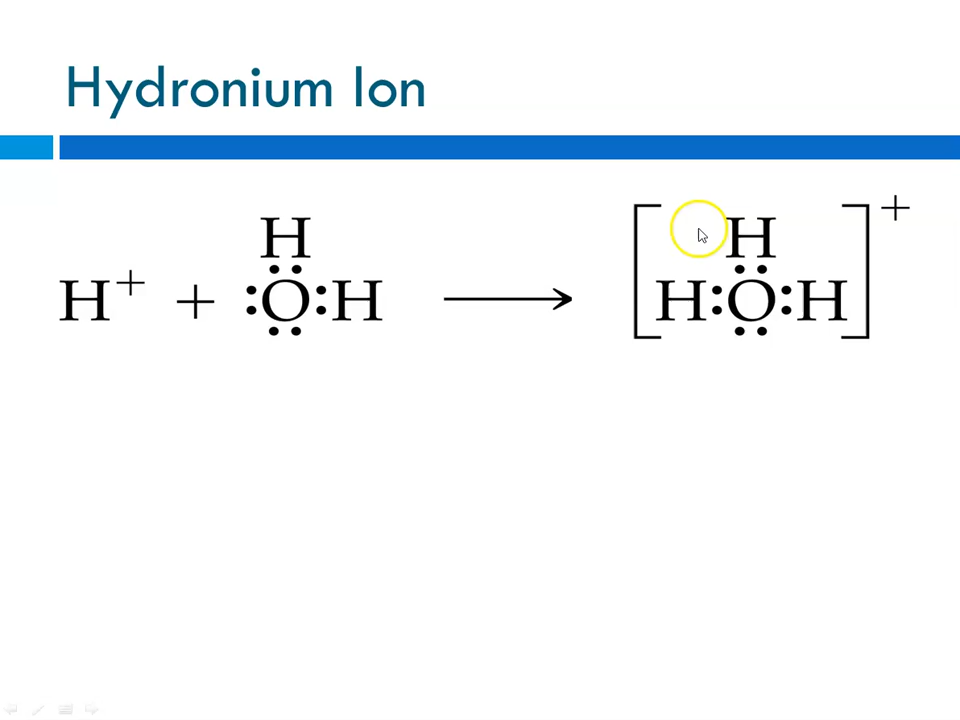 Hydronium Ion
H H +
H+ + :O:H ⟶ [H:O:H]